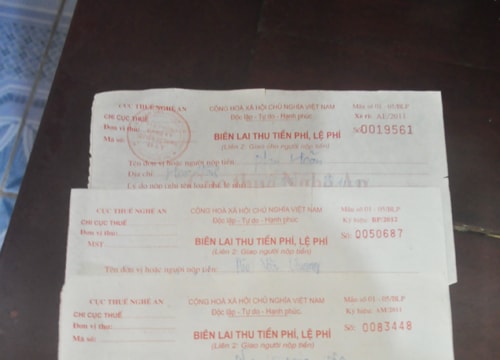 CỤC THUẾ NGHỆ AN
CỘNG HOÀ XÃ HỘI CHỦ NGHĨA VIỆT NAM
Mẫu số 01 - 05/BLP
CHI CỤC THUẾ
Độc lập - Tự do - Hạnh phúc
AE/2011
Đơn vị thu:
Mã số:
BIÊN LAI THU TIỀN PHÍ, LỆ PHÍ
Số 0019561
(Liên 2: Giao cho người nộp tiền)
Tên đơn vị hoặc người nộp tiền:
Địa chỉ:
Lý do nộp
CỤC THUẾ NGHỆ AN
CỘNG HOÀ XÃ HỘI CHỦ NGHĨA VIỆT NAM
Mẫu số 01 - 05/BLP
Đơn vị thu:
Độc lập - Tự do - Hạnh phúc
Ký hiệu: RP/2012
MST:
BIÊN LAI THU TIỀN PHÍ, LỆ PHÍ
Số: 0050687
(Liên 2: Giao người nộp tiền)
Tên đơn vị hoặc người nộp tiền:
CỤC THUẾ NGHỆ AN
CỘNG HOÀ XÃ HỘI CHỦ NGHĨA VIỆT NAM
Mẫu số 01 - 05/BLP
CHI CỤC THUẾ
Độc lập - Tự do - Hạnh phúc
Ký hiệu: AM/2011
Đơn vị thu:
Mã số:
BIÊN LAI THU TIỀN PHÍ, LỆ PHÍ
Số: 0083448
(Liên 2: Giao người nộp tiền)